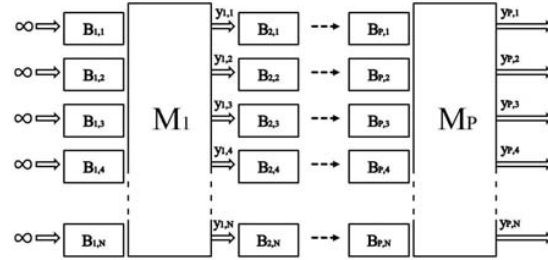 ∞ B1,1 y1,1 B2,1 BP,1 yP,1
∞ B1,2 y1,2 B2,2 BP,2 yP,2
∞ B1,3 M1 y1,3 B2,3 BP,3 MP yP,3
∞ B1,4 y1,4 B2,4 BP,4 yP,4
∞ B1,N y1,N B2,N BP,N yP,N